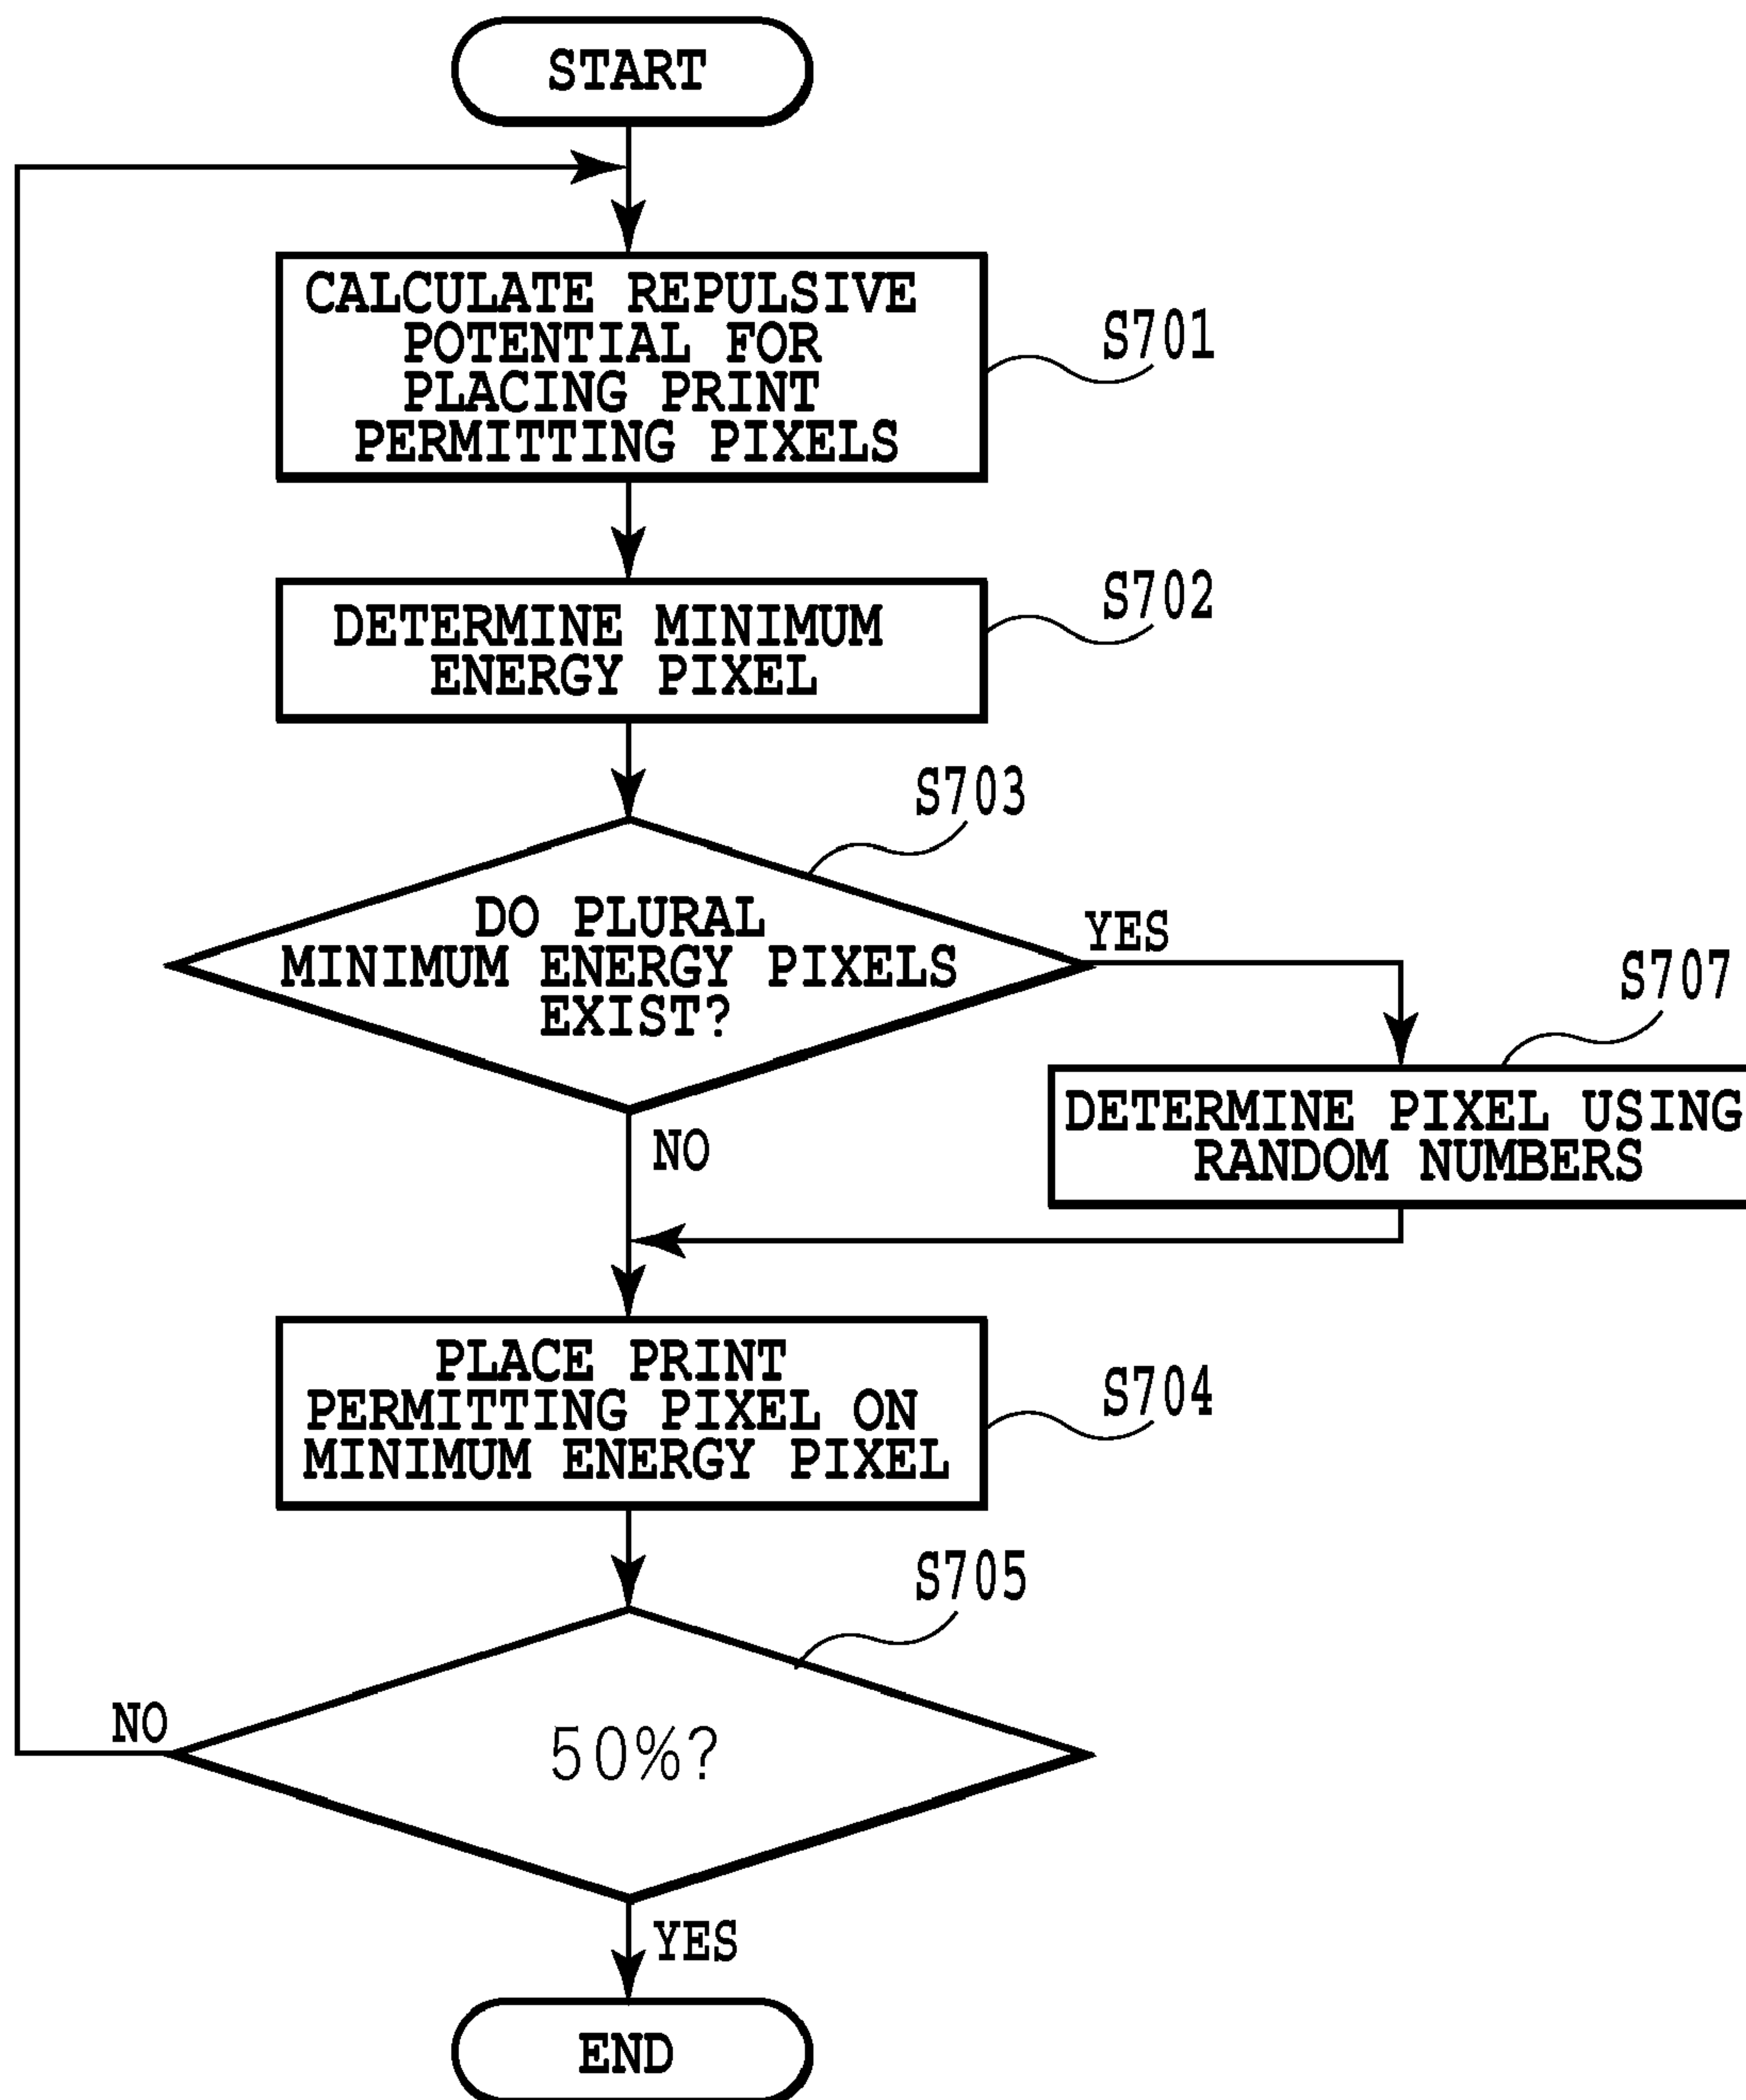 START
CALCULATE REPULSIVE
POTENTIAL FOR
PLACING PRINT
PERMITTING PIXELS
S701
DETERMINE MINIMUM
ENERGY PIXEL
S702
S703
DO PLURAL
MINIMUM ENERGY PIXELS
EXIST?
YES
S707
DETERMINE PIXEL USING
RANDOM NUMBERS
NO
PLACE PRINT
PERMITTING PIXEL ON
MINIMUM ENERGY PIXEL
S704
S705
NO
50%?
YES
END